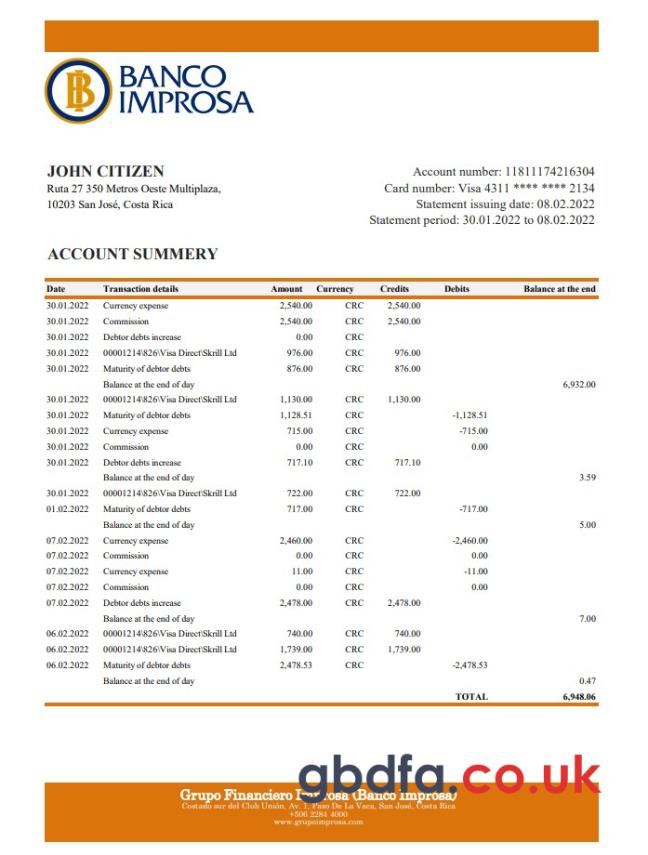 BANCO
IMPROSA
JOHN CITIZEN
Ruta 27 350 Metros Oeste Multiplaza,
10203 San José, Costa Rica
Account number: 11811174216304
Card number: Visa 4311 **** **** 2134
Statement issuing date: 08.02.2022
Statement period: 30.01.2022 to 08.02.2022
ACCOUNT SUMMERY
Date Transaction details Amount Currency Credits Debits Balance at the end
30.01.2022 Currency expense 2,540.00 CRC 2,540.00
30.01.2022 Commission 2,540.00 CRC 2,540.00
30.01.2022 Debtor debts increase 0.00 CRC
30.01.2022 00001214\826\Visa Direct\Skrill Ltd 976.00 CRC 976.00
30.01.2022 Maturity of debtor debts 876.00 CRC 876.00
Balance at the end of day 6,932.00
30.01.2022 00001214\826\Visa Direct\Skrill Ltd 1,130.00 CRC 1,130.00
30.01.2022 Maturity of debtor debts 1,128.51 CRC -1,128.51
30.01.2022 Currency expense 715.00 CRC -715.00
30.01.2022 Commission 0.00 CRC 0.00
30.01.2022 Debtor debts increase 717.10 CRC 717.10
Balance at the end of day 3.59
30.01.2022 00001214\826\Visa Direct\Skrill Ltd 722.00 CRC 722.00
01.02.2022 Maturity of debtor debts 717.00 CRC -717.00
Balance at the end of day 5.00
07.02.2022 Currency expense 2,460.00 CRC -2,460.00
07.02.2022 Commission 0.00 CRC 0.00
07.02.2022 Currency expense 11.00 CRC -11.00
07.02.2022 Commission 0.00 CRC 0.00
07.02.2022 Debtor debts increase 2,478.00 CRC 2,478.00
Balance at the end of day 7.00
06.02.2022 00001214\826\Visa Direct\Skrill Ltd 740.00 CRC 740.00
06.02.2022 00001214\826\Visa Direct\Skrill Ltd 1,739.00 CRC 1,739.00
06.02.2022 Maturity of debtor debts 2,478.53 CRC -2,478.53
Balance at the end of day 0.47
TOTAL 6,948.06
gbdfa.co.uk
Grupo Financiero Improsa (Banco Improsa)
Costado sur del Club Unión, Av. 1, Paso De La Vaca, San José, Costa Rica
+506 2284 4000
www.grupoimprosa.com